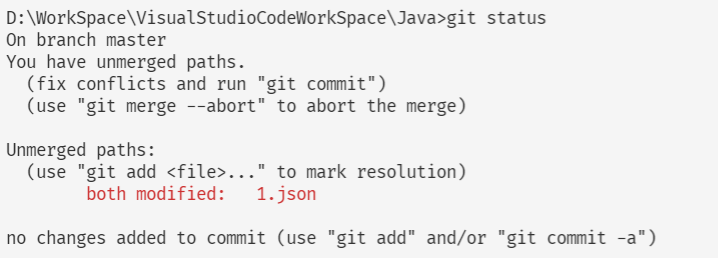 D:\WorkSpace\VisualStudioCodeWorkSpace\Java>git status
On branch master
You have unmerged paths.
  (fix conflicts and run "git commit")
  (use "git merge --abort" to abort the merge)

Unmerged paths:
  (use "git add <file>..." to mark resolution)
        both modified:   1.json

no changes added to commit (use "git add" and/or "git commit -a")